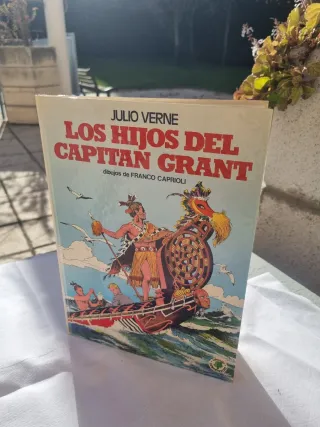 JULIO VERNE
LOS HIJOS DEL
CAPITAN GRANT
dibujos de FRANCO CAPRIOLI